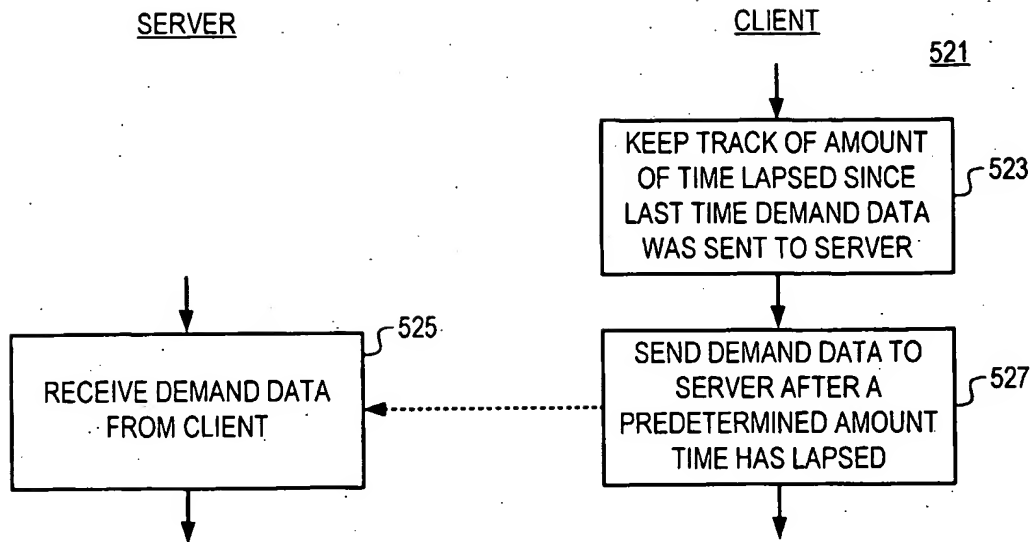 SERVER
CLIENT
521
KEEP TRACK OF AMOUNT
OF TIME LAPSED SINCE
LAST TIME DEMAND DATA
WAS SENT TO SERVER
523
525
RECEIVE DEMAND DATA
FROM CLIENT
SEND DEMAND DATA TO
SERVER AFTER A
PREDETERMINED AMOUNT
TIME HAS LAPSED
527